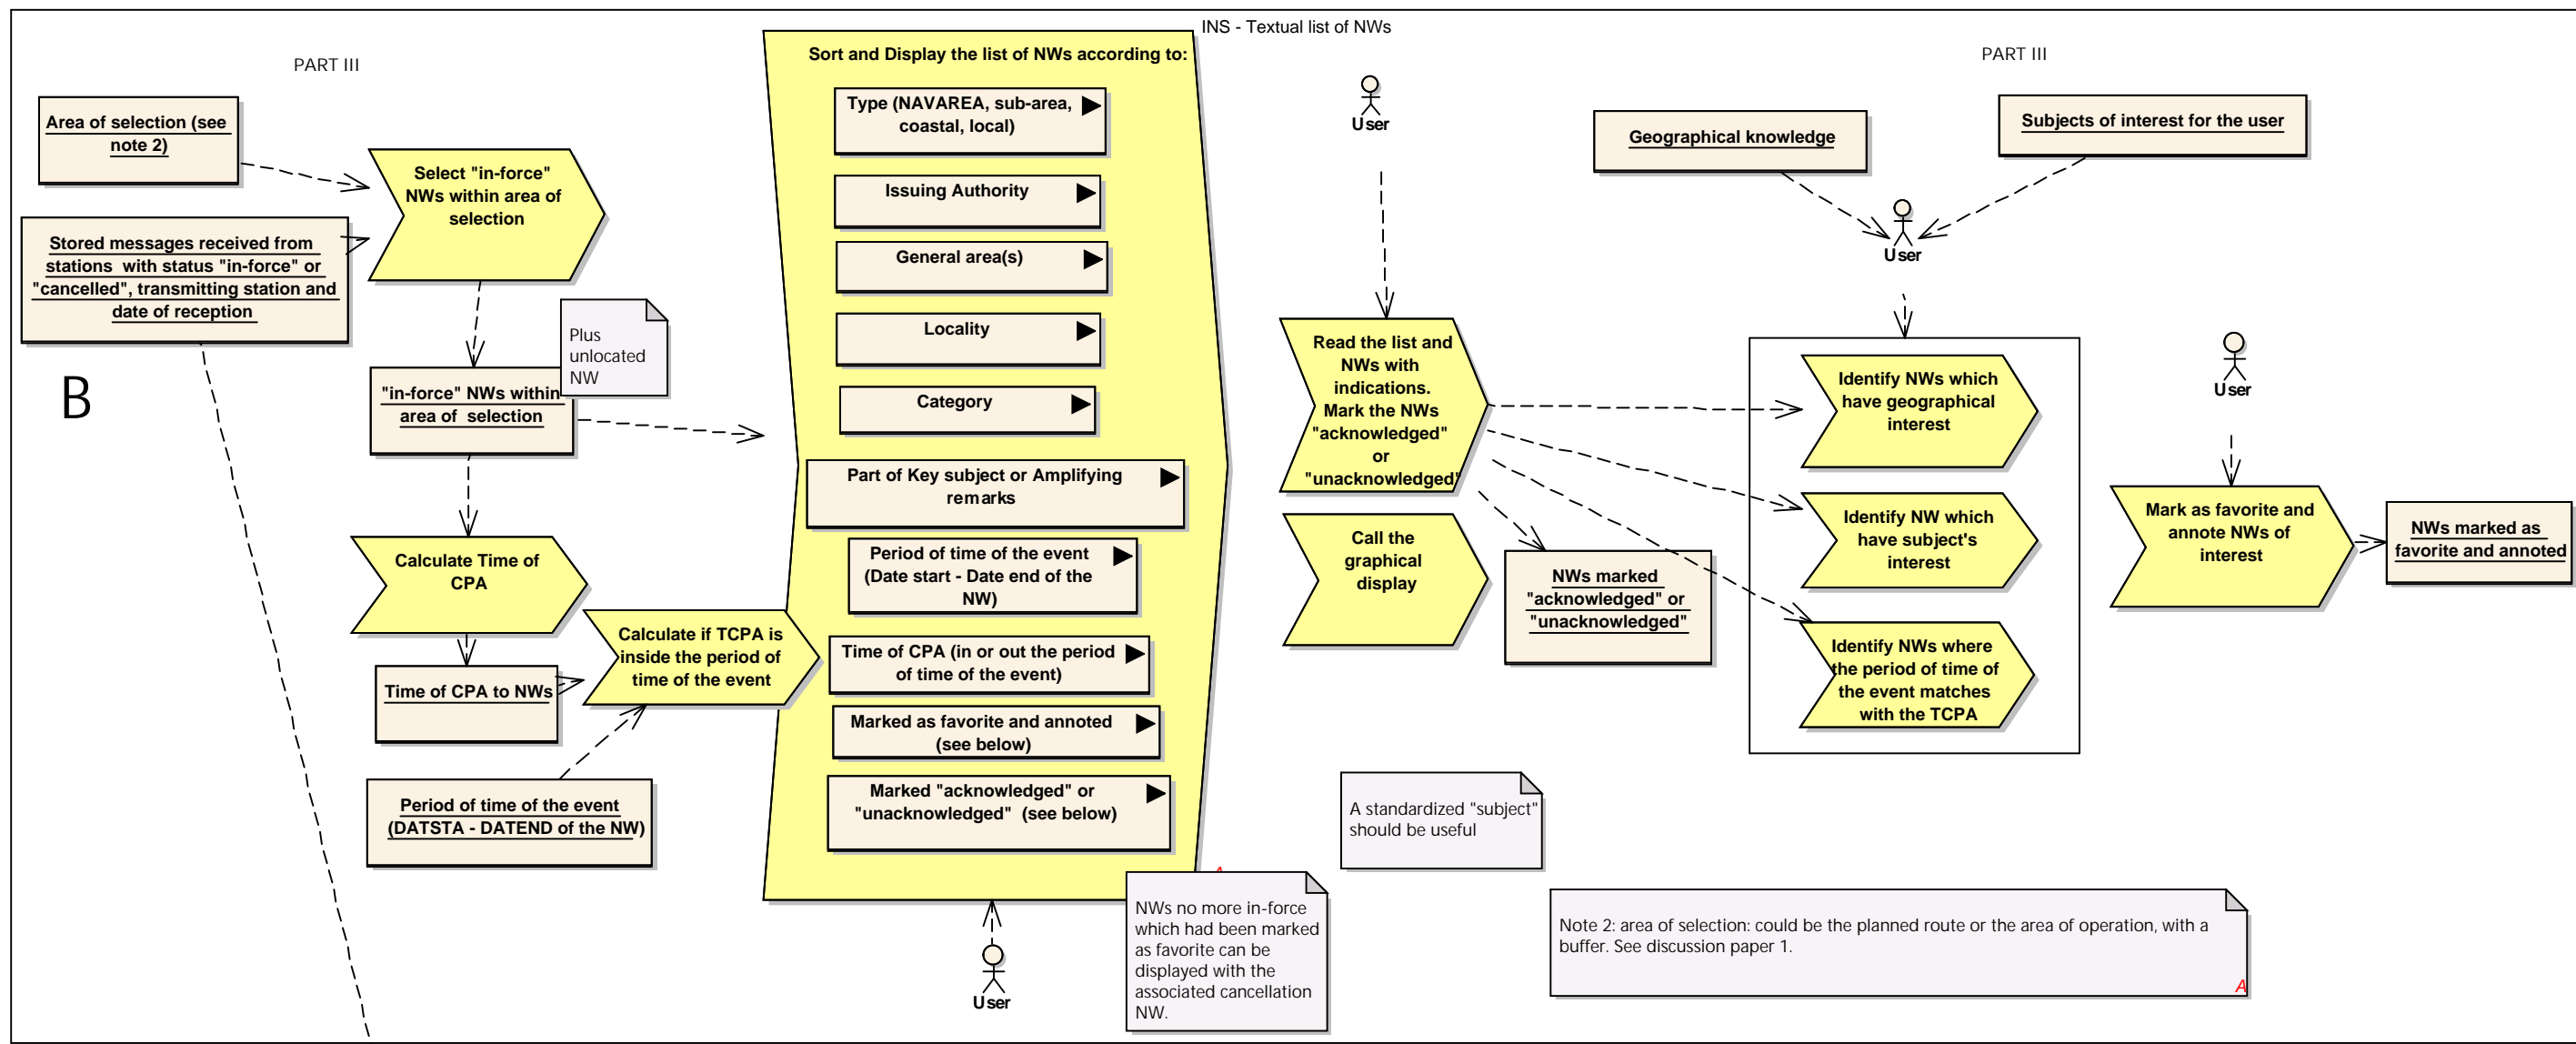 INS - Textual list of NWs
PART III
Area of selection (see
note 2)
Stored messages received from
stations  with status "in-force" or
"cancelled", transmitting station and
date of reception
B
Select "in-force"
NWs within area of
selection
Plus
unlocated
NW
"in-force" NWs within
area of  selection
Calculate Time of
CPA
Time of CPA to NWs
Period of time of the event
(DATSTA - DATEND of the NW)
Calculate if TCPA is
inside the period of
time of the event
Sort and Display the list of NWs according to:
Type (NAVAREA, sub-area,
coastal, local)
Issuing Authority
General area(s)
Locality
Category
Part of Key subject or Amplifying
remarks
Period of time of the event
(Date start - Date end of the
NW)
Time of CPA (in or out the period
of time of the event)
Marked as favorite and annoted
(see below)
Marked "acknowledged" or
"unacknowledged"  (see below)
User
NWs no more in-force
which had been marked
as favorite can be
displayed with the
associated cancellation
NW.
User
Read the list and
NWs with
indications.
Mark the NWs
"acknowledged"
or
"unacknowledged"
Call the
graphical
display
NWs marked
"acknowledged" or
"unacknowledged"
A standardized "subject"
should be useful
PART III
Geographical knowledge
Subjects of interest for the user
User
Identify NWs which
have geographical
interest
Identify NW which
have subject's
interest
Identify NWs where
the period of time of
the event matches
with the TCPA
User
Mark as favorite and
annote NWs of
interest
NWs marked as
favorite and annoted
Note 2: area of selection: could be the planned route or the area of operation, with a
buffer. See discussion paper 1.
A